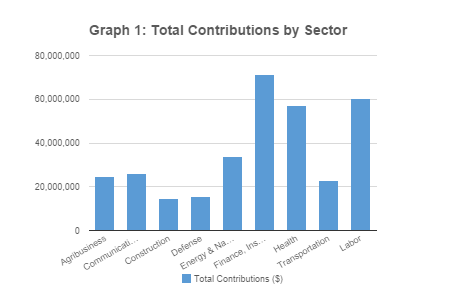 Graph 1: Total Contributions by Sector
80,000,000
60,000,000
40,000,000
20,000,000
0
Agribusiness
Communicati...
Construction
Defense
Energy & Na...
Finance, Ins...
Health
Transportation
Labor
Total Contributions ($)